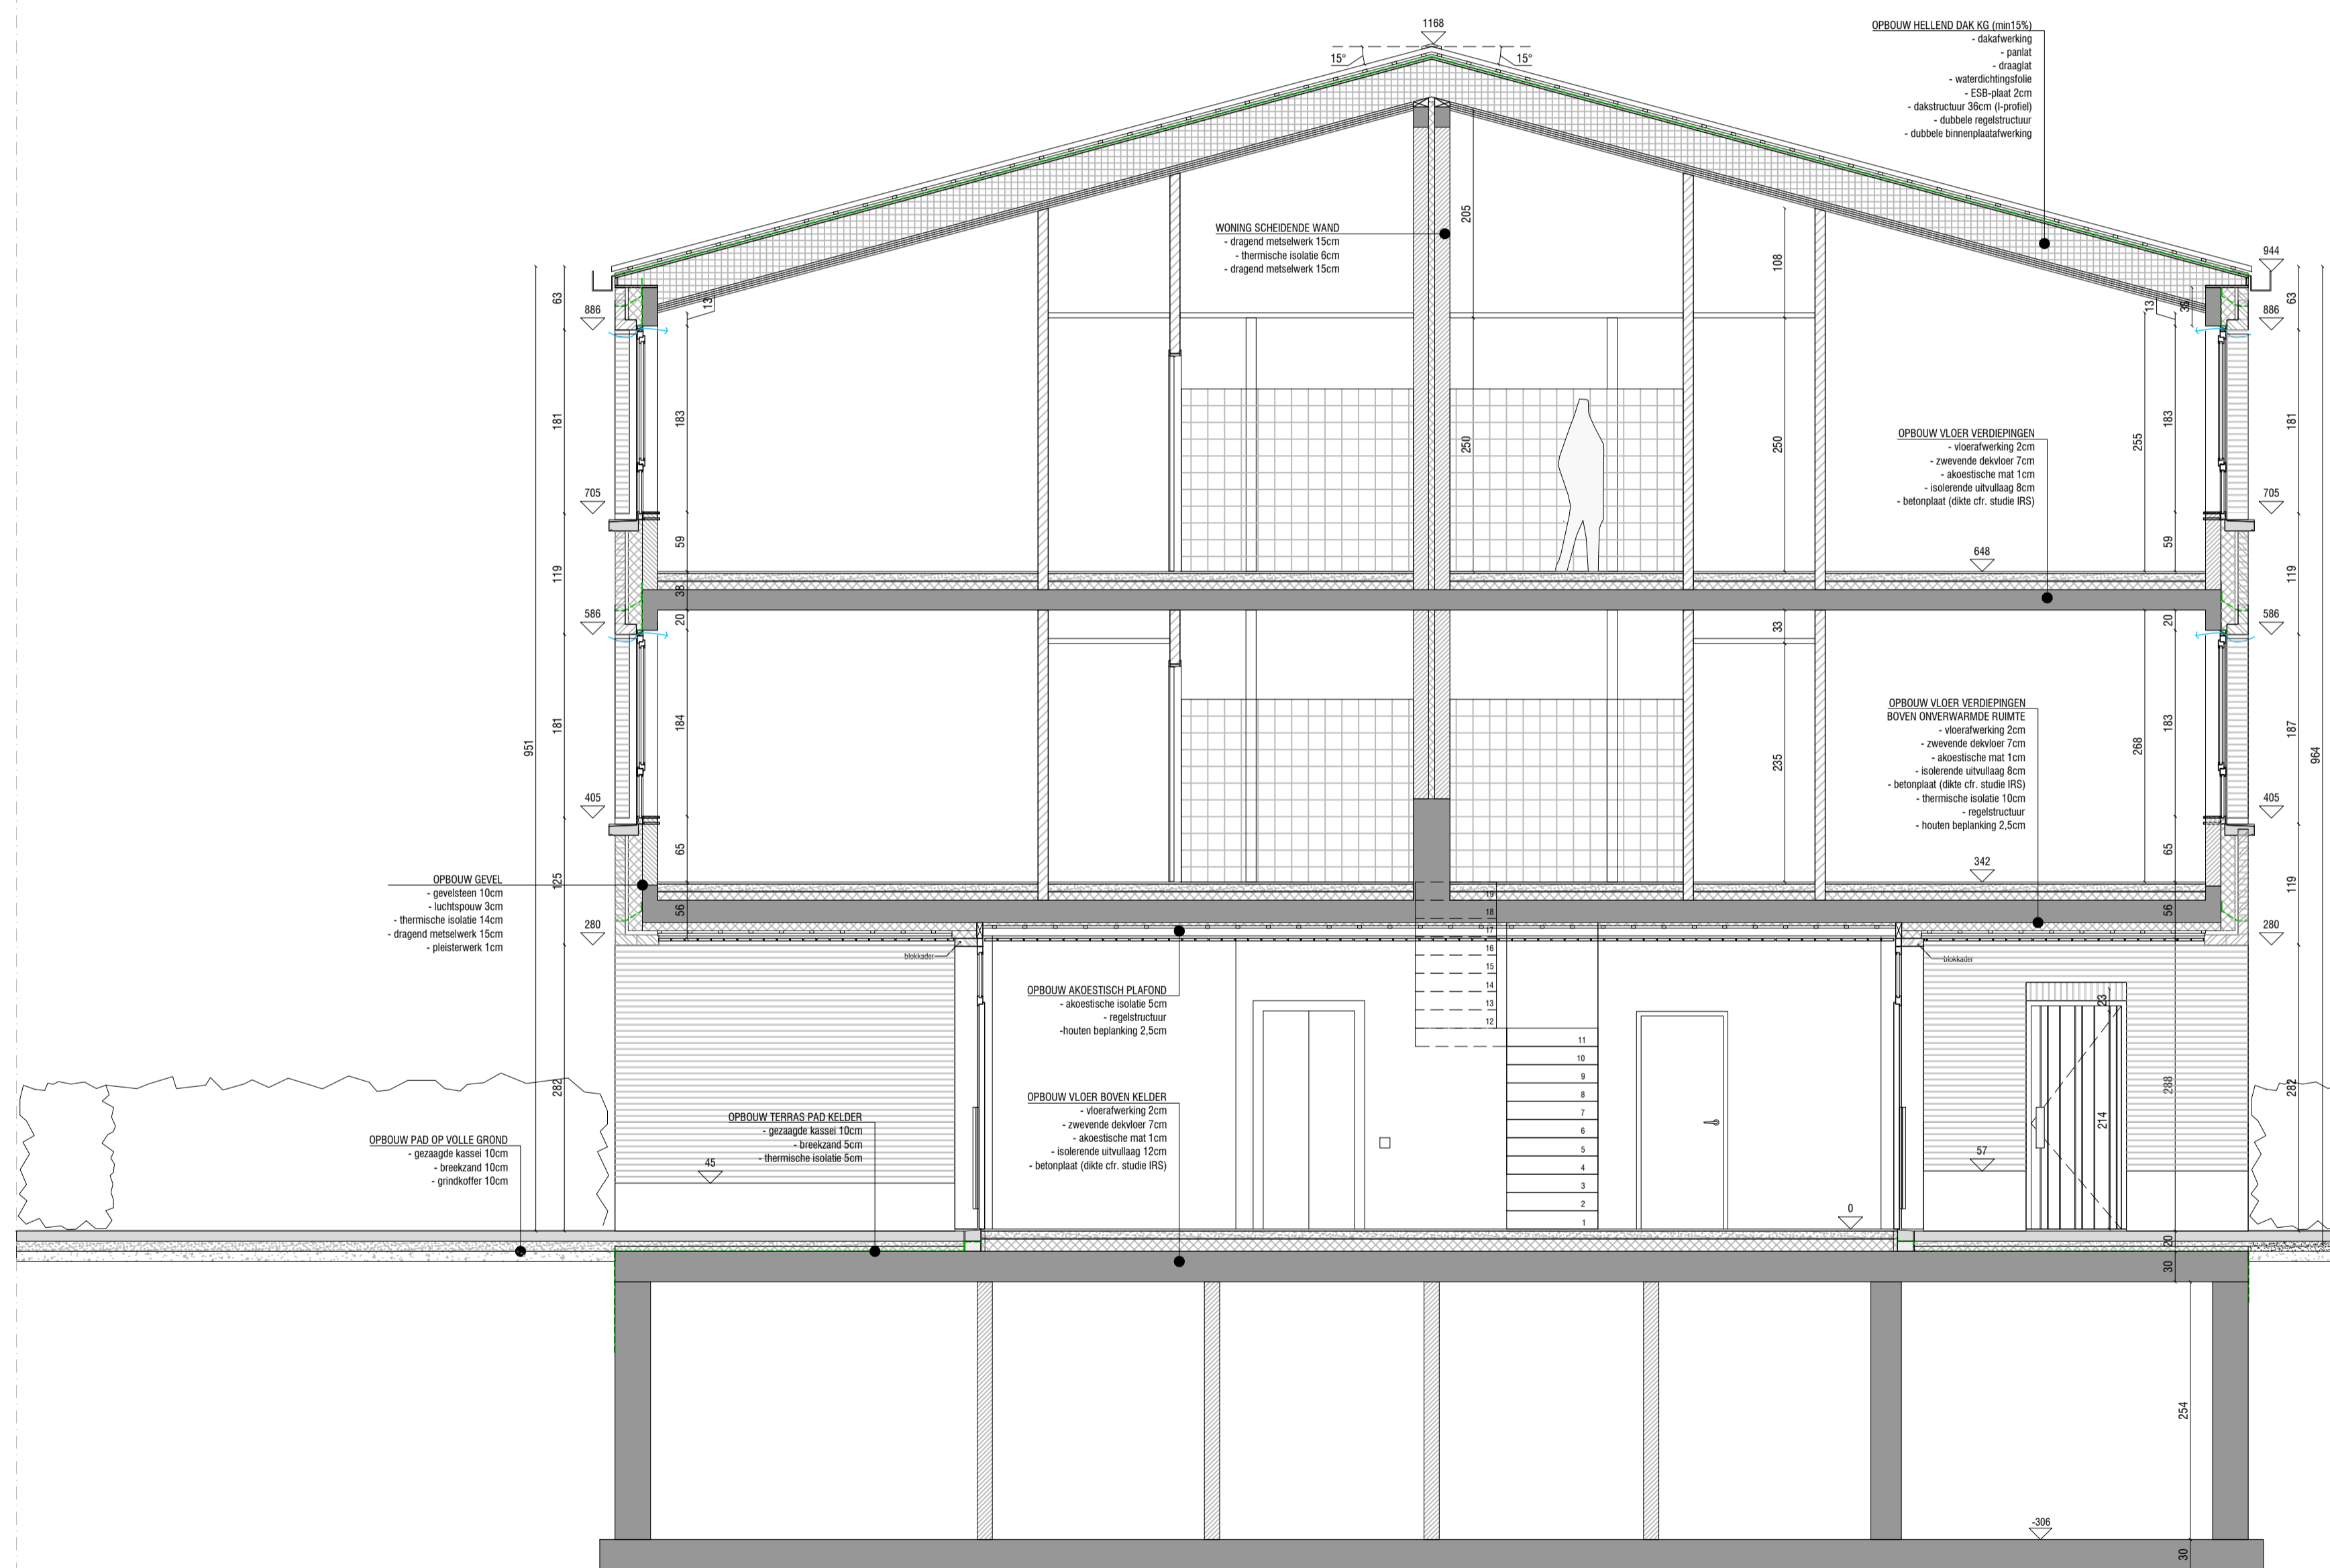 1168
15°
15°
OPBOUW HELLEND DAK KG (min15%)
- dakafwerking
- panlat
- draaglat
- waterdichtingsfolie
- ESB-plaat 2cm
- dakstructuur 36cm (I-profiel)
- dubbele regelstructuur
- dubbele binnenplaatafwerking
WONING SCHEIDENDE WAND
- dragend metselwerk 15cm
- thermische isolatie 6cm
- dragend metselwerk 15cm
205
108
944
63
886
13
13
886
63
181
183
250
250
255
183
181
OPBOUW VLOER VERDIEPINGEN
- vloerafwerking 2cm
- zwevende dekvloer 7cm
- akoestische mat 1cm
- isolerende uitvullaag 8cm
- betonplaat (dikte cfr. studie IRS)
705
705
59
648
59
119
38
119
586
20
33
20
586
951
181
184
235
268
183
187
964
OPBOUW VLOER VERDIEPINGEN
BOVEN ONVERWARMDE RUIMTE
- vloerafwerking 2cm
- zwevende dekvloer 7cm
- akoestische mat 1cm
- isolerende uitvullaag 8cm
- betonplaat (dikte cfr. studie IRS)
- thermische isolatie 10cm
- regelstructuur
- houten beplanking 2,5cm
405
405
65
342
65
OPBOUW GEVEL
- gevelsteen 10cm
- luchtspouw 3cm
- thermische isolatie 14cm
- dragend metselwerk 15cm
- pleisterwerk 1cm
125
119
56
56
280
280
blokkader
blokkader
19
18
17
16
15
14
13
12
11
10
9
8
7
6
5
4
3
2
1
OPBOUW AKOESTISCH PLAFOND
- akoestische isolatie 5cm
- regelstructuur
-houten beplanking 2,5cm
23
282
288
282
214
OPBOUW VLOER BOVEN KELDER
- vloerafwerking 2cm
- zwevende dekvloer 7cm
- akoestische mat 1cm
- isolerende uitvullaag 12cm
- betonplaat (dikte cfr. studie IRS)
OPBOUW TERRAS PAD KELDER
- gezaagde kassei 10cm
- breekzand 5cm
- thermische isolatie 5cm
OPBOUW PAD OP VOLLE GROND
- gezaagde kassei 10cm
- breekzand 10cm
- grindkoffer 10cm
45
57
0
20
30
254
-306
30